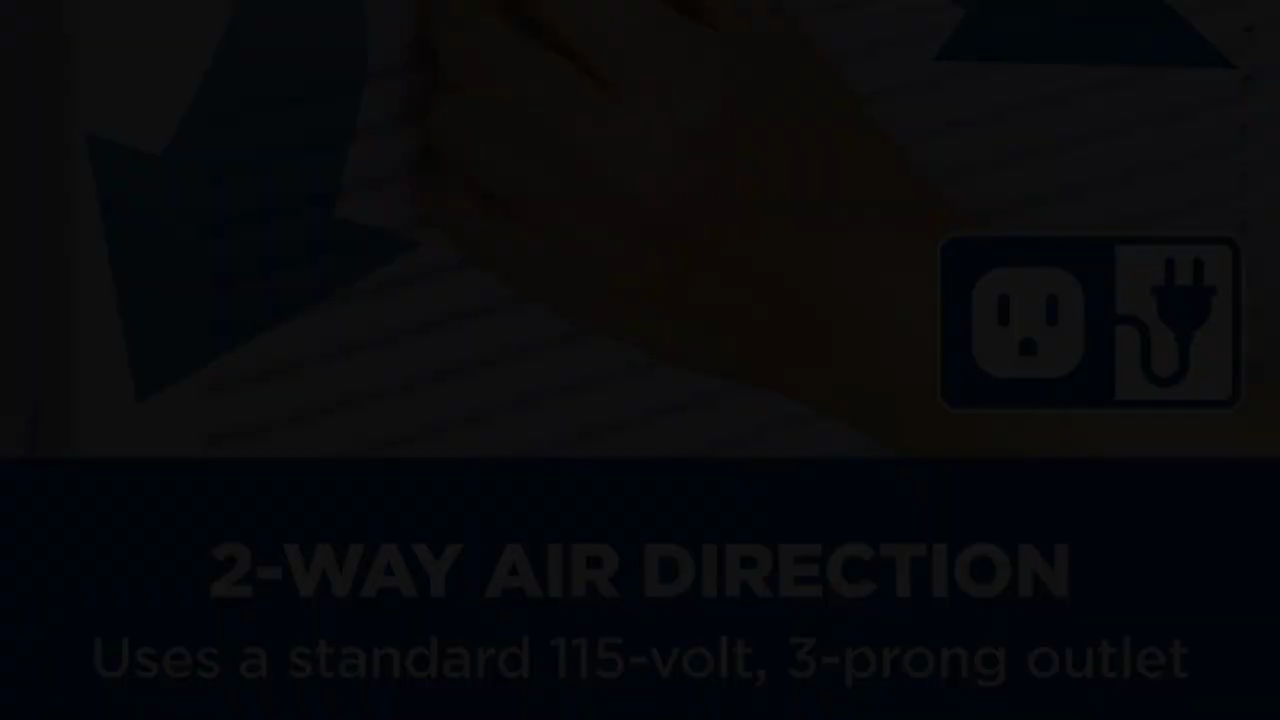 2-WAY AIR DIRECTION
Uses a standard 115-volt, 3-prong outlet